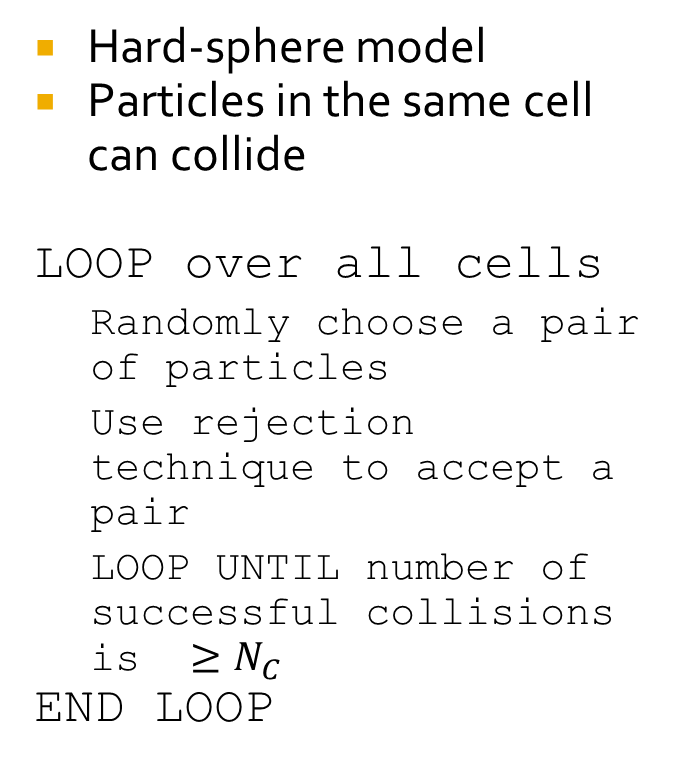 ▪ Hard-sphere model
▪ Particles in the same cell
can collide
LOOP over all cells
Randomly choose a pair
of particles
Use rejection
technique to accept a
pair
LOOP UNTIL number of
successful collisions
is ≥ N_C
END LOOP